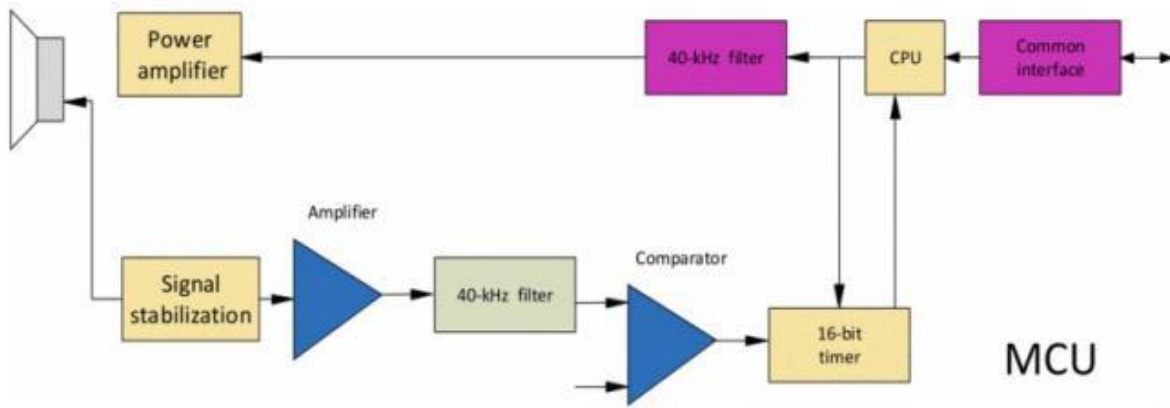 Power
amplifier
40-kHz filter
CPU
Common
interface
Amplifier
Comparator
Signal
stabilization
40-kHz filter
16-bit
timer
MCU